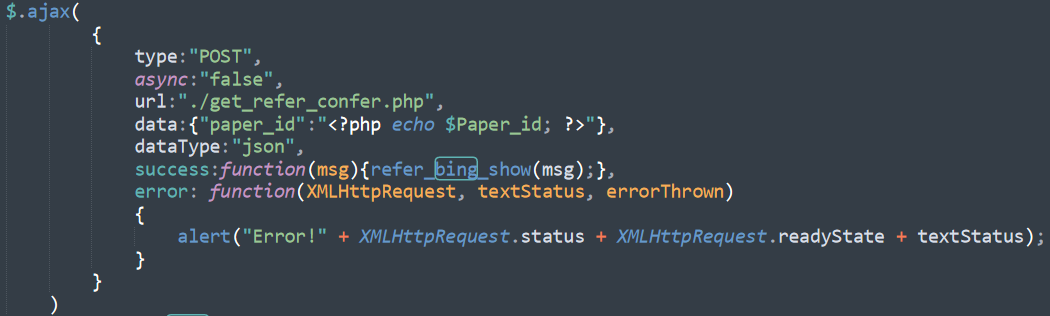 $.ajax(
{
type:"POST",
async:"false",
url:"./get_refer_confer.php",
data:{"paper_id":"<?php echo $Paper_id; ?>"},
dataType:"json",
success:function(msg){refer_bing_show(msg);},
error: function(XMLHttpRequest, textStatus, errorThrown)
{
alert("Error!" + XMLHttpRequest.status + XMLHttpRequest.readyState + textStatus);
}
}
)